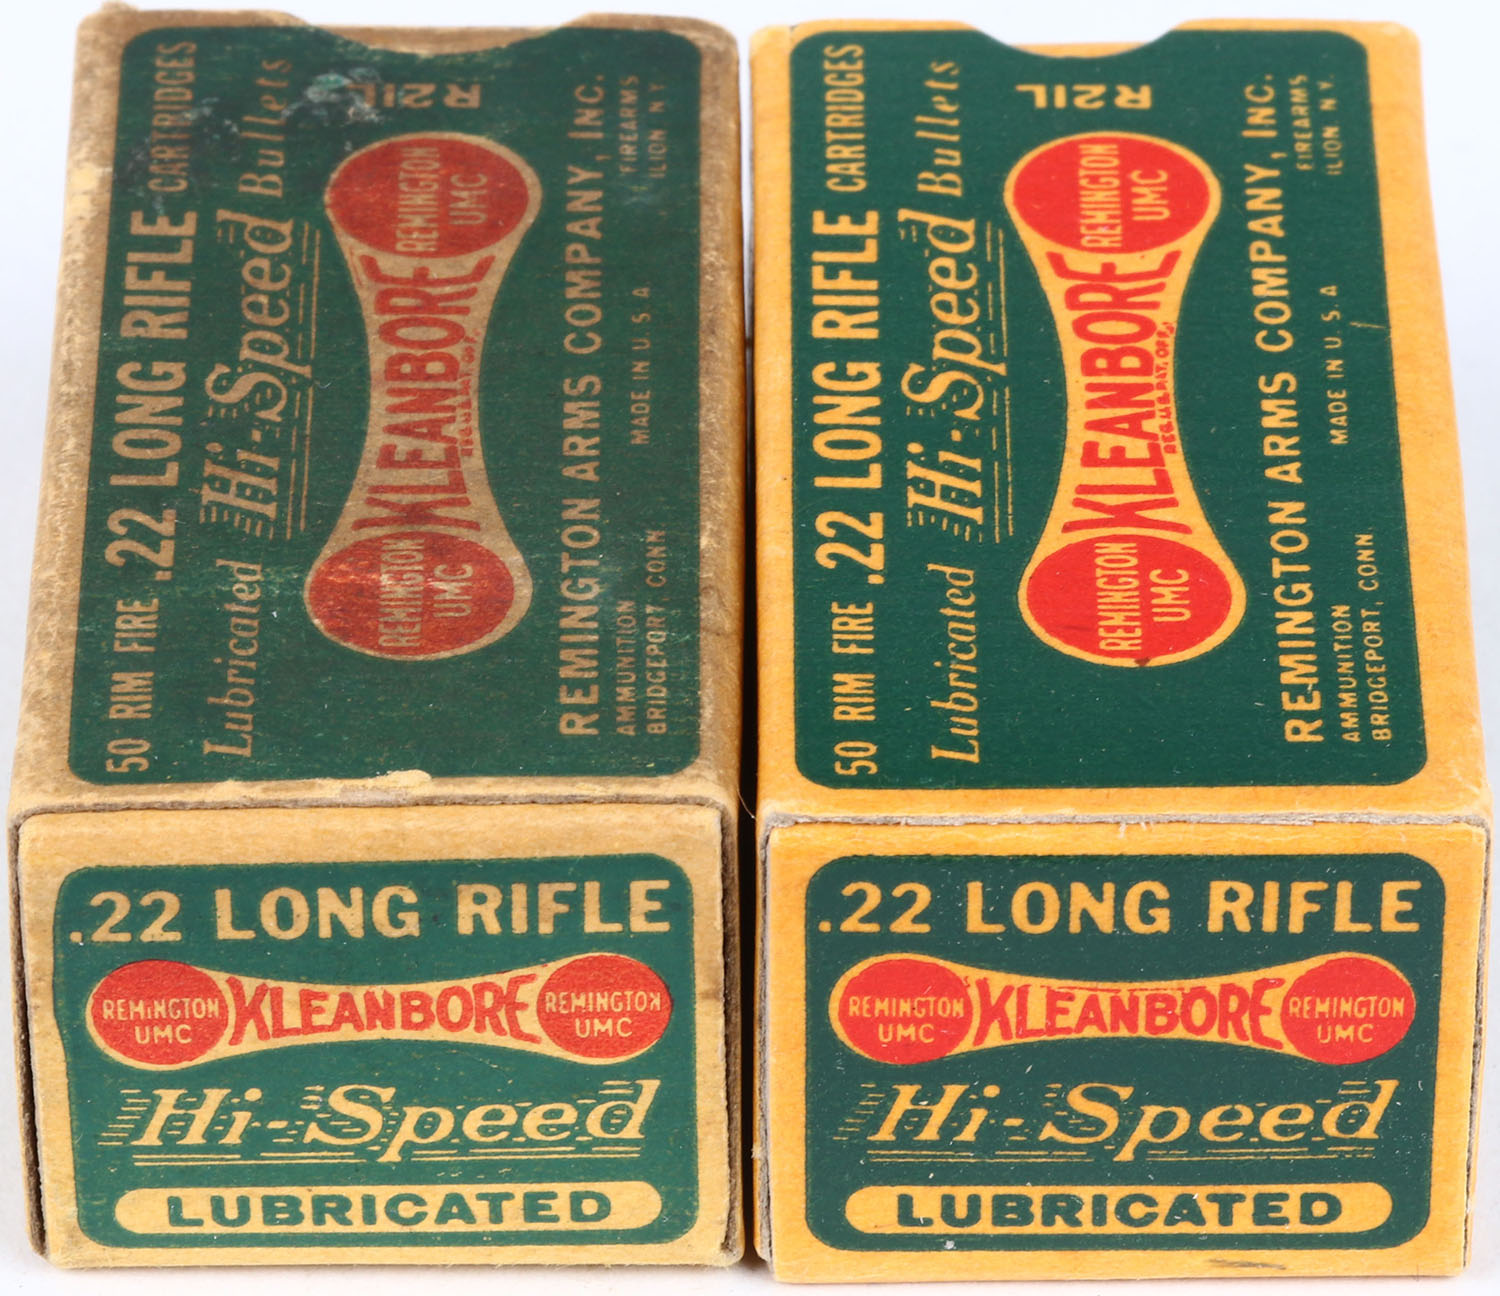 50 RIM FIRE .22 LONG RIFLE CARTRIDGES
Lubricated Hi-Speed Bullets
R21L
REMINGTON UMC
KLEANBORE
REG.U.S.PAT.OFF.
REMINGTON UMC
REMINGTON ARMS COMPANY, INC.
AMMUNITION
BRIDGEPORT CONN
MADE IN U.S.A
FIREARMS
ILION N.Y
.22 LONG RIFLE
REMINGTON
UMC
KLEANBORE
REMINGTON
UMC
Hi-Speed
LUBRICATED
50 RIM FIRE .22 LONG RIFLE CARTRIDGES
Lubricated Hi-Speed Bullets
R21L
REMINGTON UMC
KLEANBORE
REG.U.S.PAT.OFF.
REMINGTON UMC
REMINGTON ARMS COMPANY, INC.
AMMUNITION
BRIDGEPORT, CONN.
MADE IN U.S.A
FIREARMS
ILION N.Y.
.22 LONG RIFLE
REMINGTON
UMC
KLEANBORE
REMINGTON
UMC
Hi-Speed
LUBRICATED